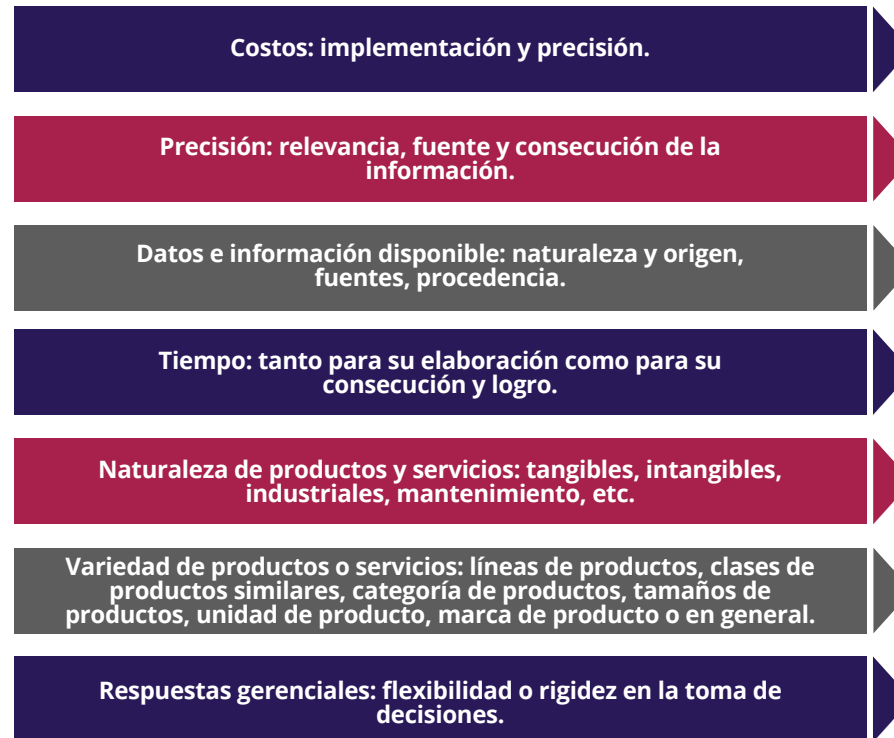 Costos: implementación y precisión.
Precisión: relevancia, fuente y consecución de la
información.
Datos e información disponible: naturaleza y origen,
fuentes, procedencia.
Tiempo: tanto para su elaboración como para su
consecución y logro.
Naturaleza de productos y servicios: tangibles, intangibles,
industriales, mantenimiento, etc.
Variedad de productos o servicios: líneas de productos, clases de
productos similares, categoría de productos, tamaños de
productos, unidad de producto, marca de producto o en general.
Respuestas gerenciales: flexibilidad o rigidez en la toma de
decisiones.